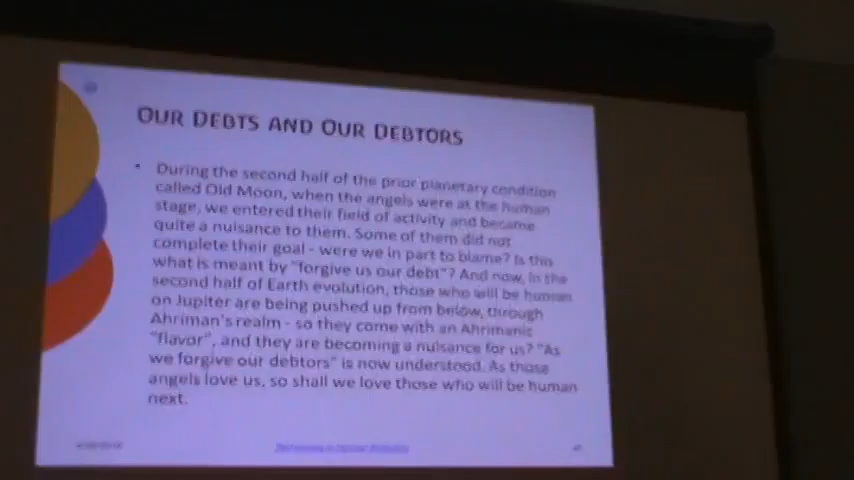 OUR DEBTS AND OUR DEBTORS
• During the second half of the prior planetary condition
called Old Moon, when the angels were at the human
stage, we entered their field of activity and became
quite a nuisance to them. Some of them did not
complete their goal - were we in part to blame? Is this
what is meant by "forgive us our debt"? And now, in the
second half of Earth evolution, those who will be human
on Jupiter are being pushed up from below, through
Ahriman's realm - so they come with an Ahrimanic
"flavor", and they are becoming a nuisance for us? "As
we forgive our debtors" is now understood. As those
angels love us, so shall we love those who will be human
next.